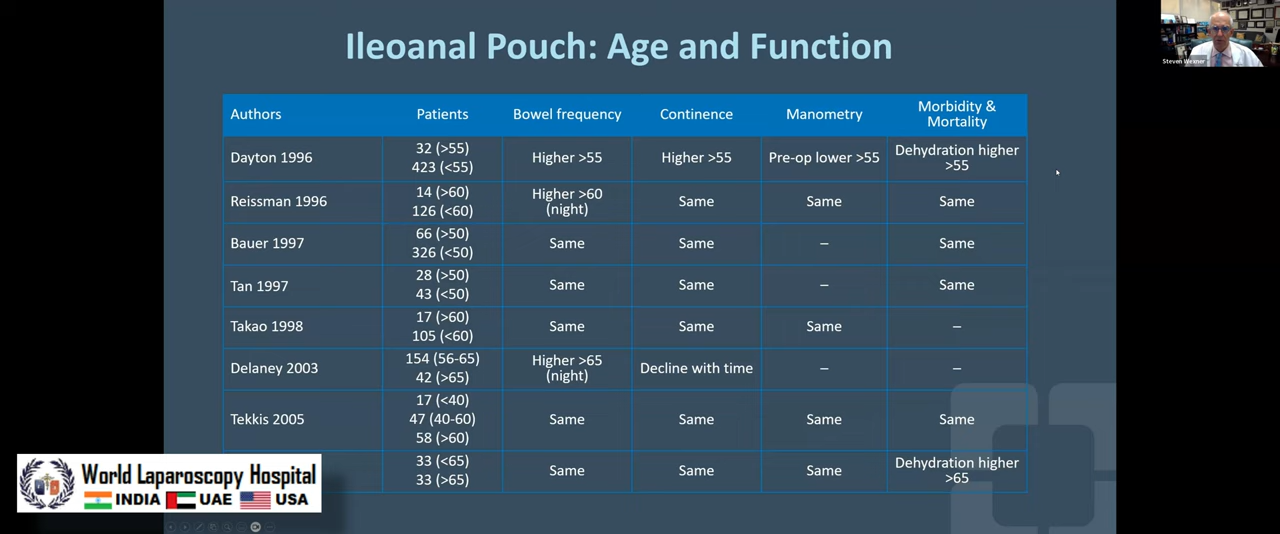 Ileoanal Pouch: Age and Function
Steven Wexner
Authors Patients Bowel frequency Continence Manometry Morbidity & Mortality
Dayton 1996 32 (>55) 423 (<55) Higher >55 Higher >55 Pre-op lower >55 Dehydration higher >55
Reissman 1996 14 (>60) 126 (<60) Higher >60 (night) Same Same Same
Bauer 1997 66 (>50) 326 (<50) Same Same – Same
Tan 1997 28 (>50) 43 (<50) Same Same – Same
Takao 1998 17 (>60) 105 (<60) Same Same Same –
Delaney 2003 154 (56-65) 42 (>65) Higher >65 (night) Decline with time – –
Tekkis 2005 17 (<40) 47 (40-60) 58 (>60) Same Same Same Same
33 (<65) 33 (>65) Same Same Same Dehydration higher >65
World Laparoscopy Hospital
INDIA UAE USA